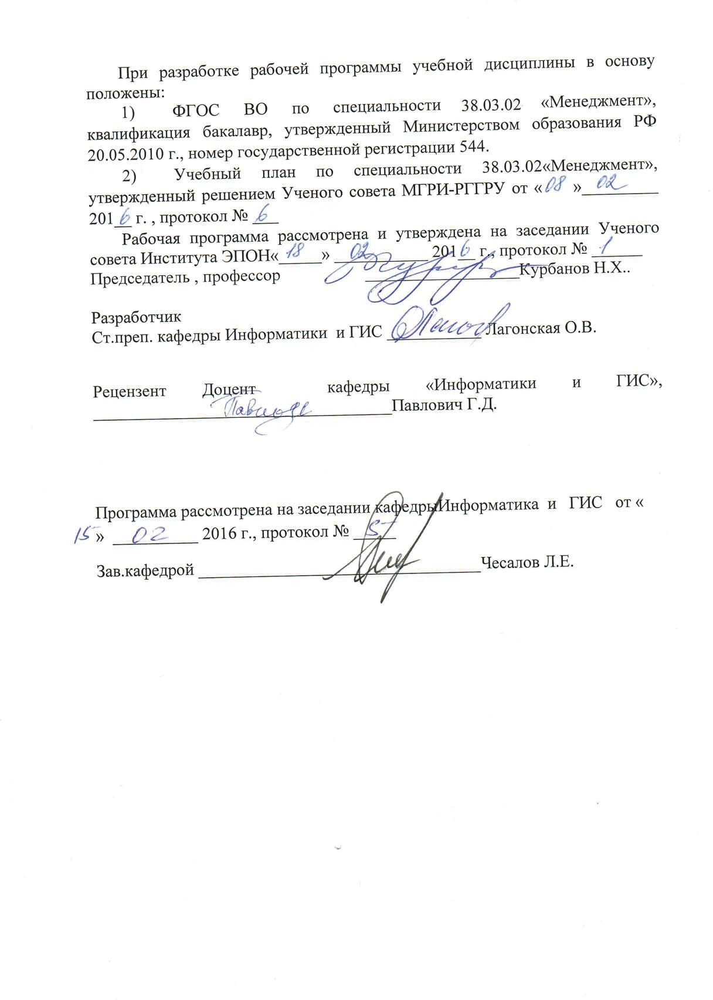 При разработке рабочей программы учебной дисциплины в основу
положены:
1) ФГОС ВО по специальности 38.03.02 «Менеджмент»,
квалификация бакалавр, утвержденный Министерством образования РФ
20.05.2010 г., номер государственной регистрации 544.
2) Учебный план по специальности 38.03.02«Менеджмент»,
утвержденный решением Ученого совета МГРИ-РГГРУ от «08 »02
2016 г. , протокол № 6
Рабочая программа рассмотрена и утверждена на заседании Ученого
совета Института ЭПОН«18» 02 2016 г., протокол № 1
Председатель , профессор Курбанов Н.Х..
Разработчик
Ст.преп. кафедры Информатики и ГИС Лагонская О.В.
Рецензент Доцент кафедры «Информатики и ГИС»,
Павлович Г.Д.
Программа рассмотрена на заседании кафедрыИнформатика и ГИС от «
15 » 02 2016 г., протокол № 5
Зав.кафедрой Чесалов Л.Е.